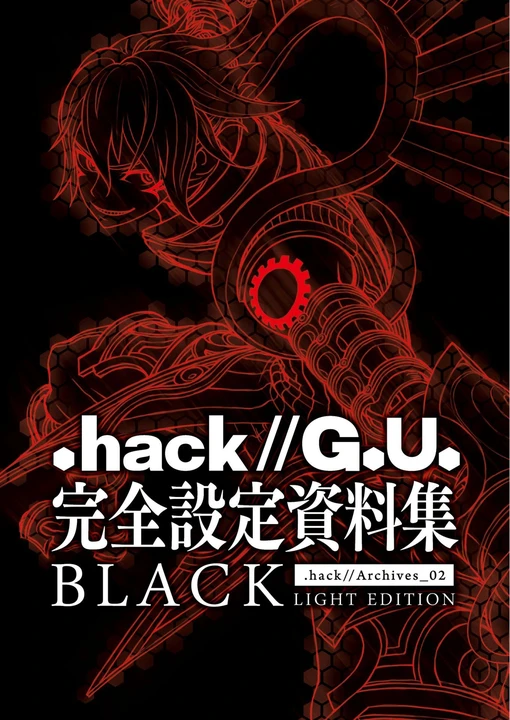 .hack//G.U.
完全設定資料集
BLACK
.hack//Archives_02
LIGHT EDITION